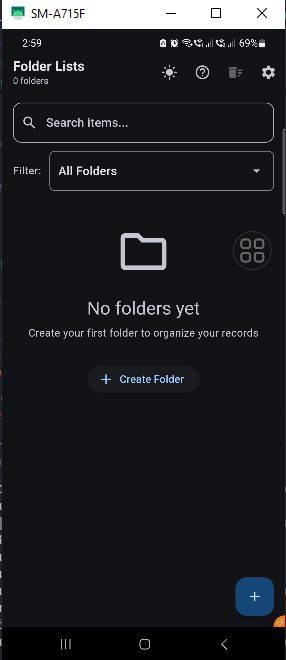 SM-A715F
2:59
69%
Folder Lists
0 folders
Search items...
Filter:
All Folders
No folders yet
Create your first folder to organize your records
+ Create Folder
+